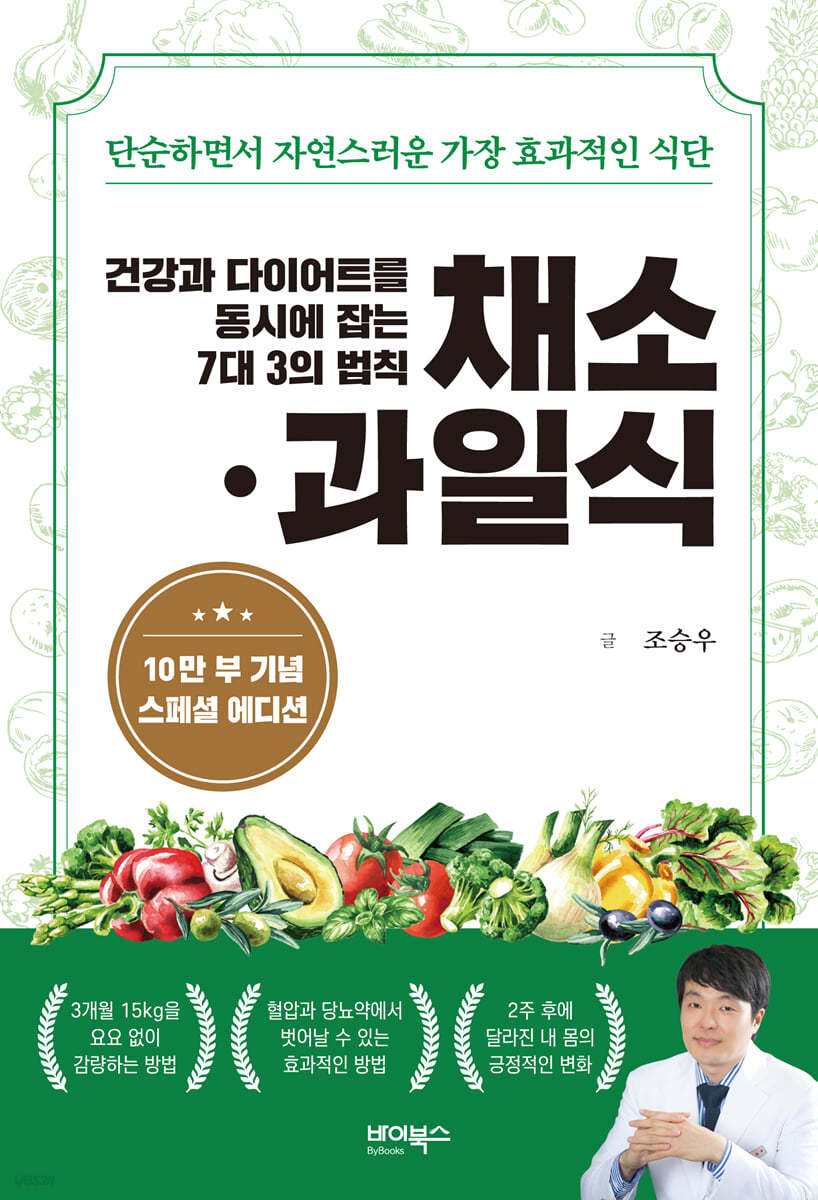 단순하면서 자연스러운 가장 효과적인 식단
건강과 다이어트를
동시에 잡는
7대 3의 법칙
채소
·과일식
글 조승우
10만 부 기념
스페셜 에디션
3개월 15kg을
요요 없이
감량하는 방법
혈압과 당뇨약에서
벗어날 수 있는
효과적인 방법
2주 후에
달라진 내 몸의
긍정적인 변화
바이북스
ByBooks
yes24